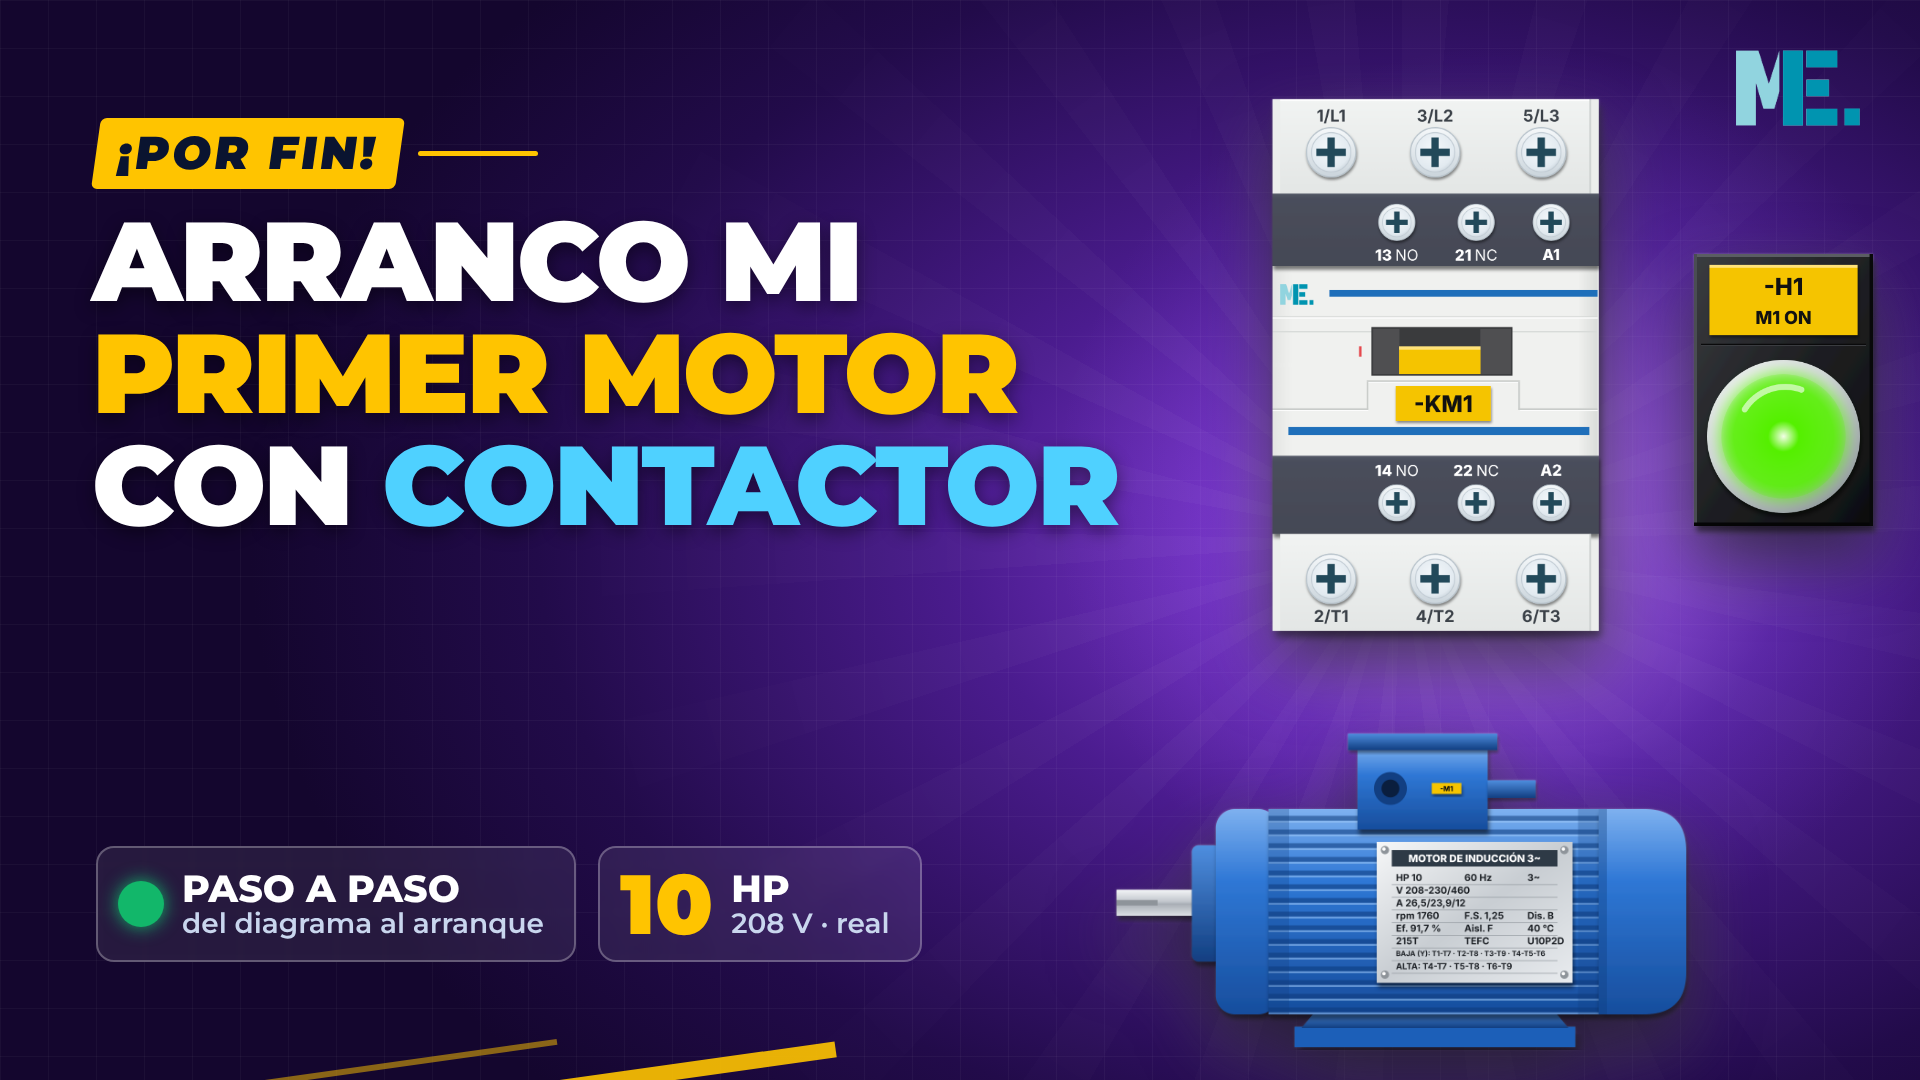 ¡POR FIN!
ARRANCO MI
PRIMER MOTOR
CON CONTACTOR
PASO A PASO
del diagrama al arranque
10 HP
208 V · real
ME.
1/L1 3/L2 5/L3
13 NO 21 NC A1
ME.
I
-KM1
14 NO 22 NC A2
2/T1 4/T2 6/T3
-H1
M1 ON
-M1
MOTOR DE INDUCCIÓN 3~
HP 10 60 Hz 3~
V 208-230/460
A 26,5/23,9/12
rpm 1760 F.S. 1,25 Dis. B
Ef. 91,7 % Aisl. F 40 °C
215T TEFC U10P2D
BAJA (Y): T1-T7 · T2-T8 · T3-T9 · T4-T5-T6
ALTA: T4-T7 · T5-T8 · T6-T9